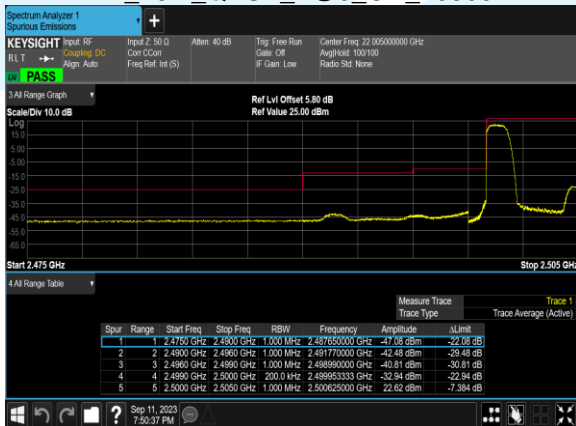 Spectrum Analyzer 1
Spurious Emissions
+
KEYSIGHT Input: RF Input Z: 50 Ω Atten: 40 dB Trig: Free Run Center Freq: 22.005000000 GHz
RLT Coupling: DC Corr CCorr Gate: Off Avg|Hold: 100/100
Align: Auto Freq Ref: Int (S) IF Gain: Low Radio Std: None
PASS
3 All Range Graph
Ref Lvl Offset 5.80 dB
Scale/Div 10.0 dB Ref Value 25.00 dBm
Log
15.0
5.00
-5.00
-15.0
-25.0
-35.0
-45.0
-55.0
-65.0
Start 2.475 GHz Stop 2.505 GHz
4 All Range Table
Measure Trace Trace 1
Trace Type Trace Average (Active)
Spur Range Start Freq Stop Freq RBW Frequency Amplitude ΔLimit
1 1 2.4750 GHz 2.4900 GHz 1.000 MHz 2.487650000 GHz -47.08 dBm -22.08 dB
2 2 2.4900 GHz 2.4960 GHz 1.000 MHz 2.491770000 GHz -42.48 dBm -29.48 dB
3 3 2.4960 GHz 2.4990 GHz 1.000 MHz 2.498990000 GHz -40.81 dBm -30.81 dB
4 4 2.4990 GHz 2.5000 GHz 200.0 kHz 2.499953333 GHz -32.94 dBm -22.94 dB
5 5 2.5000 GHz 2.5050 GHz 1.000 MHz 2.500625000 GHz 22.62 dBm -7.384 dB
? Sep 11, 2023
7:50:37 PM